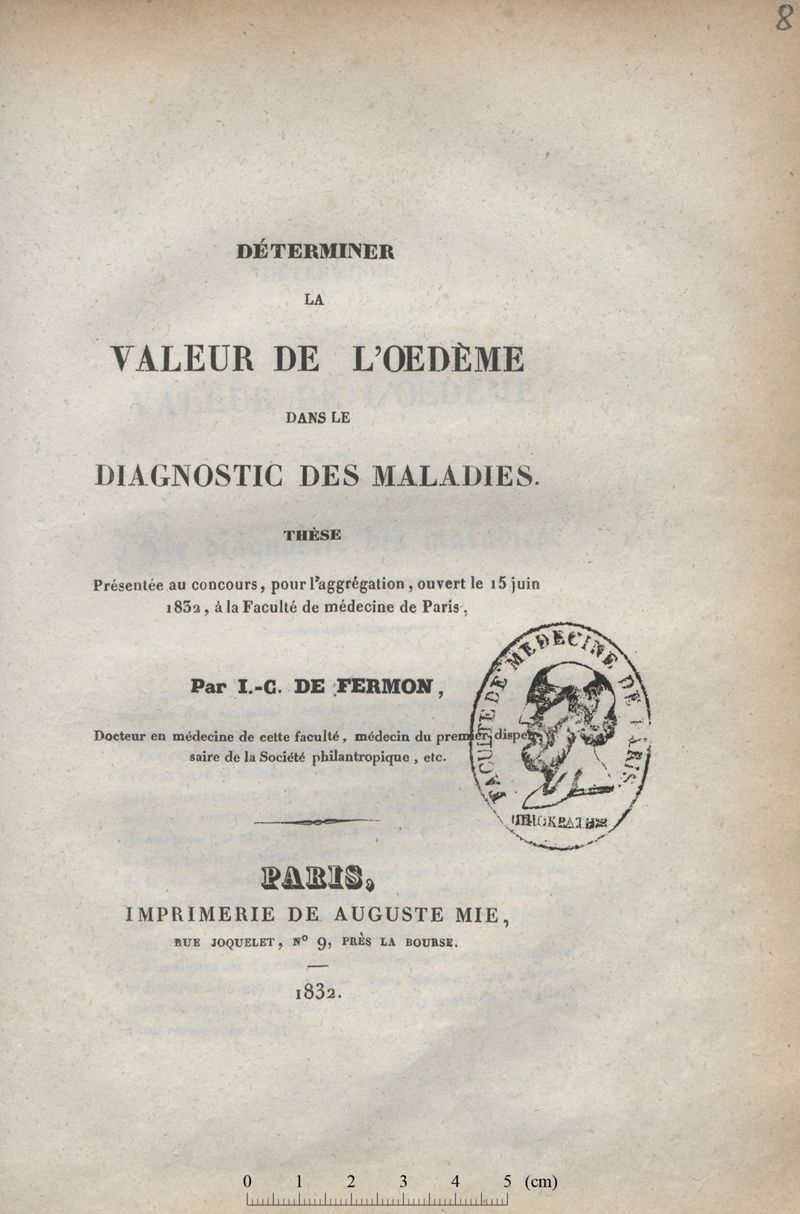 8
DÉTERMINER
LA
VALEUR DE L'OEDÈME
DANS LE
DIAGNOSTIC DES MALADIES.
THÈSE
Présentée au concours, pour l'aggrégation, ouvert le 15 juin
1832, à la Faculté de médecine de Paris,
Par I.-C. DE FERMON,
FACULTE DE MEDECINE DE PARIS
Docteur en médecine de cette faculté, médecin du premier dispen-
saire de la Société philantropique, etc.
PARIS,
IMPRIMERIE DE AUGUSTE MIE,
RUE JOQUELET, N° 9, PRÈS LA BOURSE.
1832.
0 1 2 3 4 5 (cm)